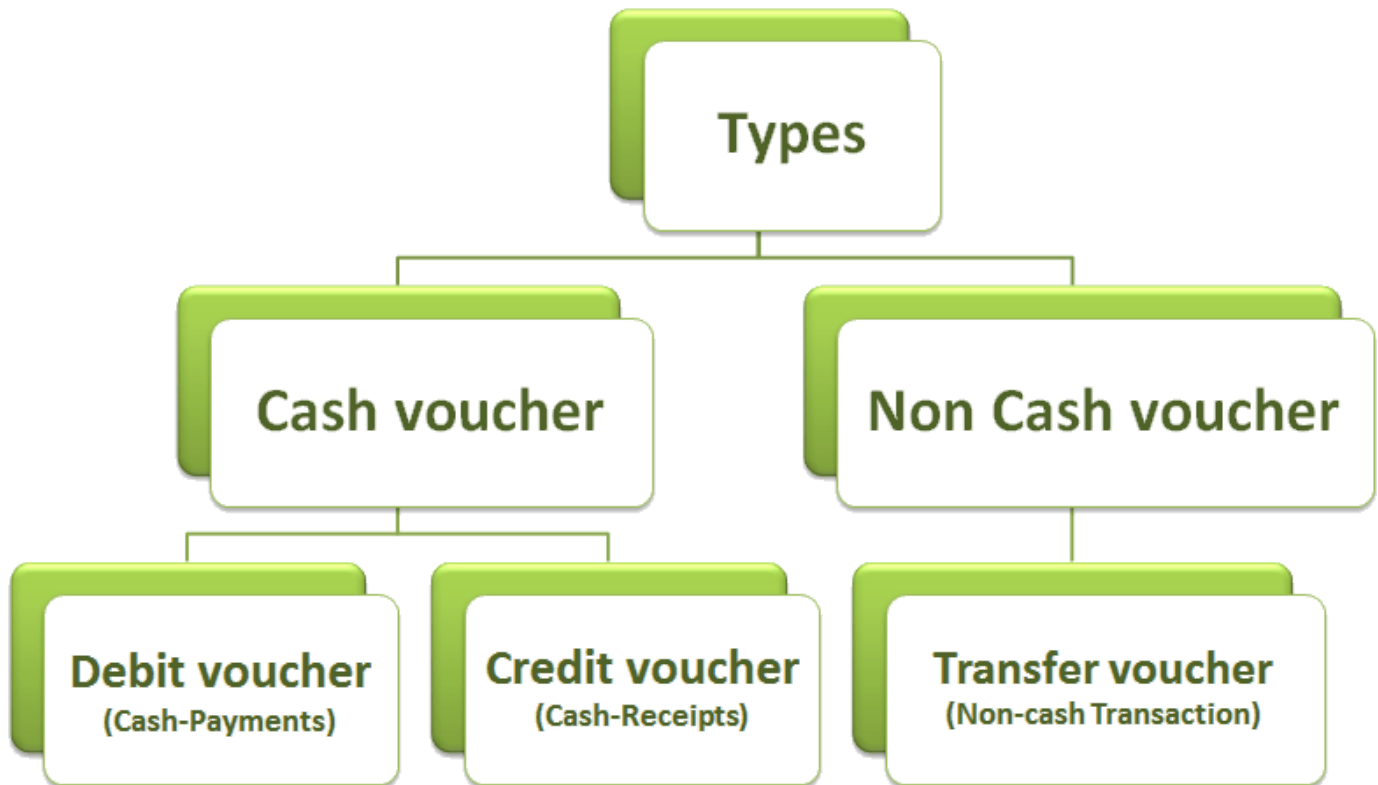 Types
Cash voucher
Non Cash voucher
Debit voucher
(Cash-Payments)
Credit voucher
(Cash-Receipts)
Transfer voucher
(Non-cash Transaction)